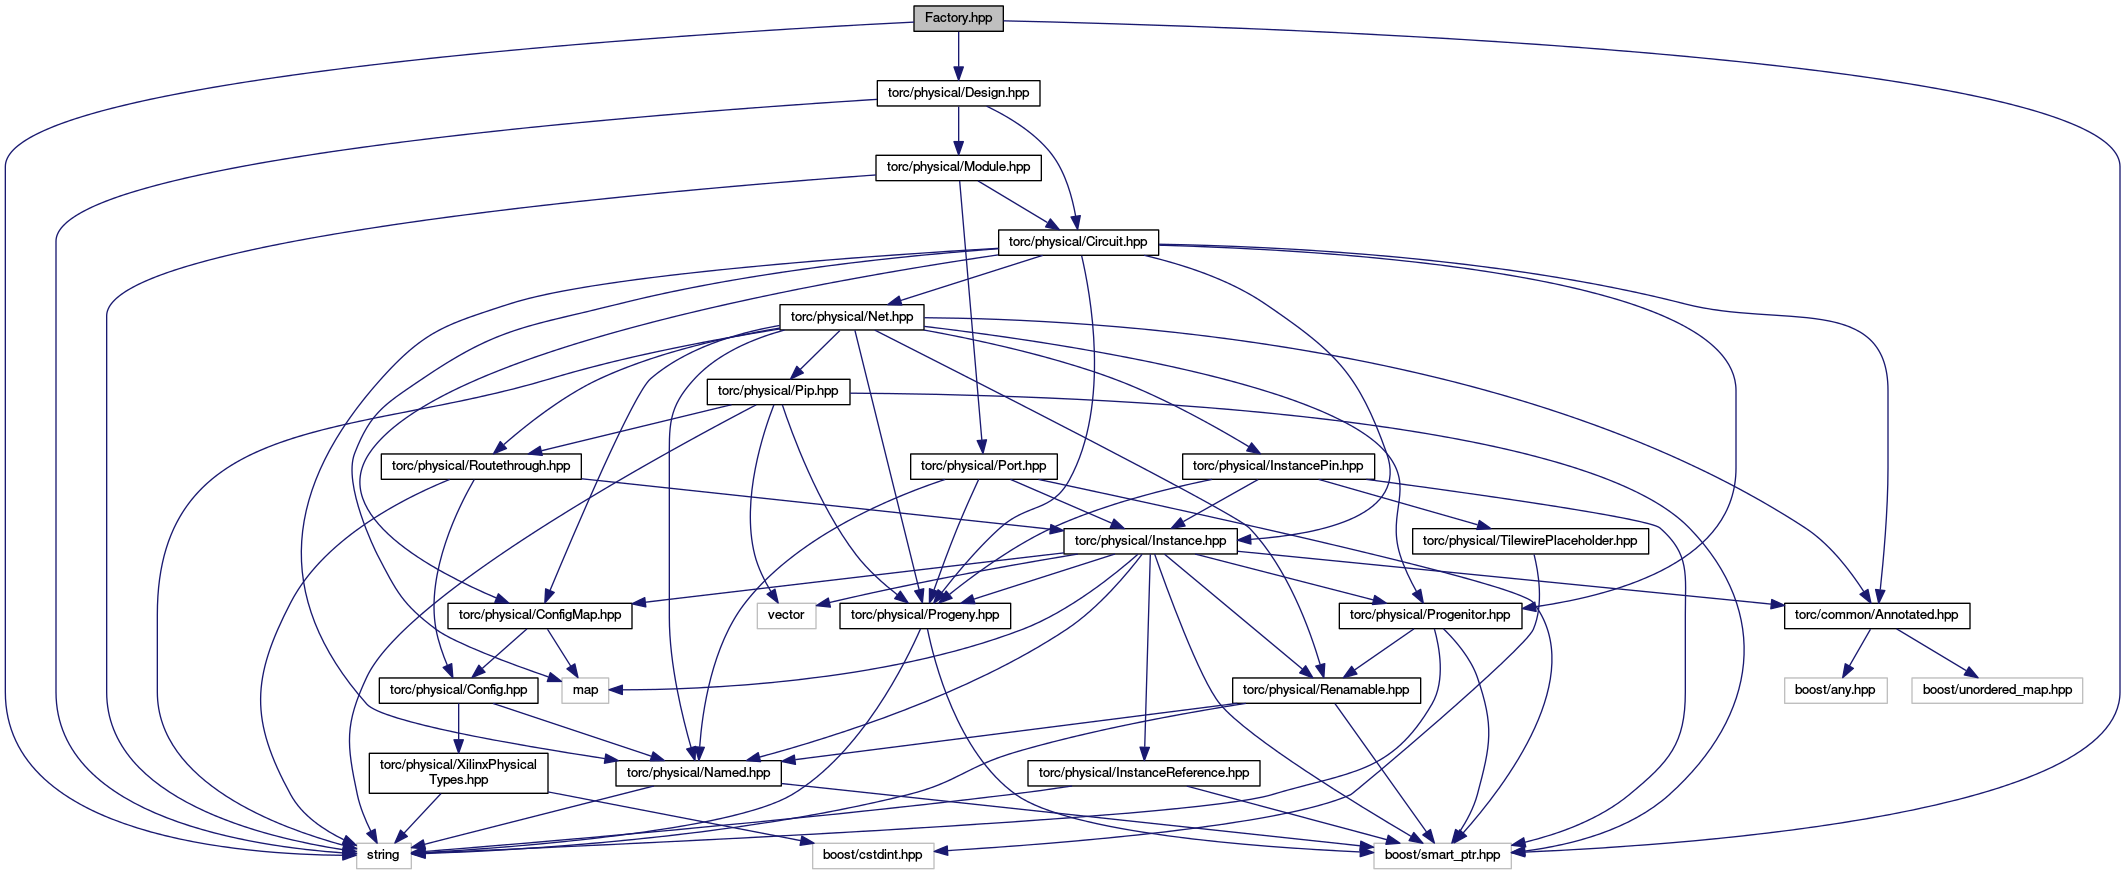 Factory.hpp
torc/physical/Design.hpp
torc/physical/Module.hpp
torc/physical/Circuit.hpp
torc/physical/Net.hpp
torc/physical/Pip.hpp
torc/physical/Routethrough.hpp
torc/physical/Port.hpp
torc/physical/InstancePin.hpp
torc/physical/Instance.hpp
torc/physical/TilewirePlaceholder.hpp
torc/physical/ConfigMap.hpp
vector
torc/physical/Progeny.hpp
torc/physical/Progenitor.hpp
torc/common/Annotated.hpp
torc/physical/Config.hpp
map
torc/physical/Renamable.hpp
boost/any.hpp
boost/unordered_map.hpp
torc/physical/XilinxPhysical
Types.hpp
torc/physical/Named.hpp
torc/physical/InstanceReference.hpp
string
boost/cstdint.hpp
boost/smart_ptr.hpp